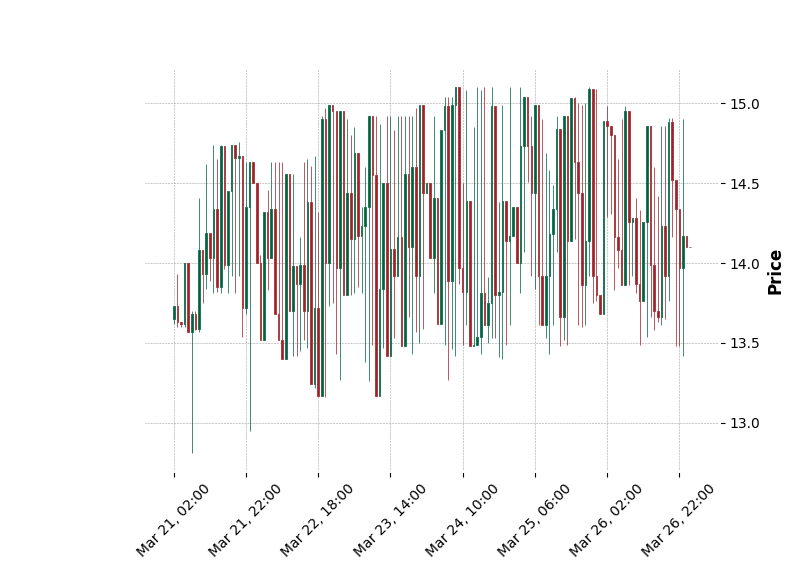 15.0
14.5
14.0
13.5
13.0
Price
Mar 21, 02:00
Mar 21, 22:00
Mar 22, 18:00
Mar 23, 14:00
Mar 24, 10:00
Mar 25, 06:00
Mar 26, 02:00
Mar 26, 22:00